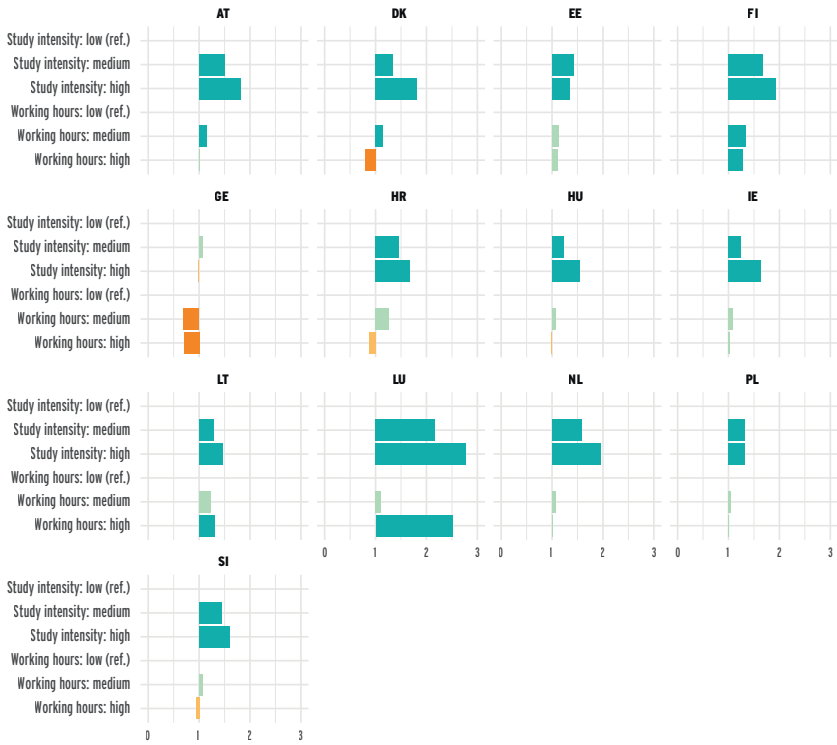 AT DK EE FI
Study intensity: low (ref.)
Study intensity: medium
Study intensity: high
Working hours: low (ref.)
Working hours: medium
Working hours: high
GE HR HU IE
Study intensity: low (ref.)
Study intensity: medium
Study intensity: high
Working hours: low (ref.)
Working hours: medium
Working hours: high
LT LU NL PL
Study intensity: low (ref.)
Study intensity: medium
Study intensity: high
Working hours: low (ref.)
Working hours: medium
Working hours: high
0 1 2 3 0 1 2 3 0 1 2 3
SI
Study intensity: low (ref.)
Study intensity: medium
Study intensity: high
Working hours: low (ref.)
Working hours: medium
Working hours: high
0 1 2 3